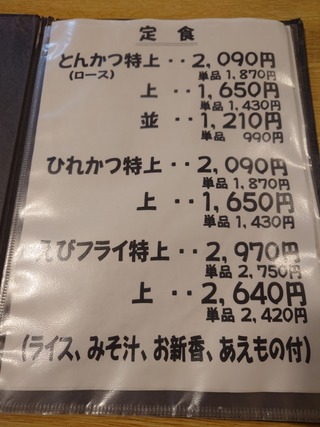 定食
とんかつ特上‥2,090円
(ロース) 単品1,870円
上‥1,650円
単品1,430円
並‥1,210円
単品 990円
ひれかつ特上‥2,090円
単品1,870円
上‥1,650円
単品1,430円
えびフライ特上‥2,970円
単品2,750円
上‥2,640円
単品2,420円
(ライス、みそ汁、お新香、あえもの付)